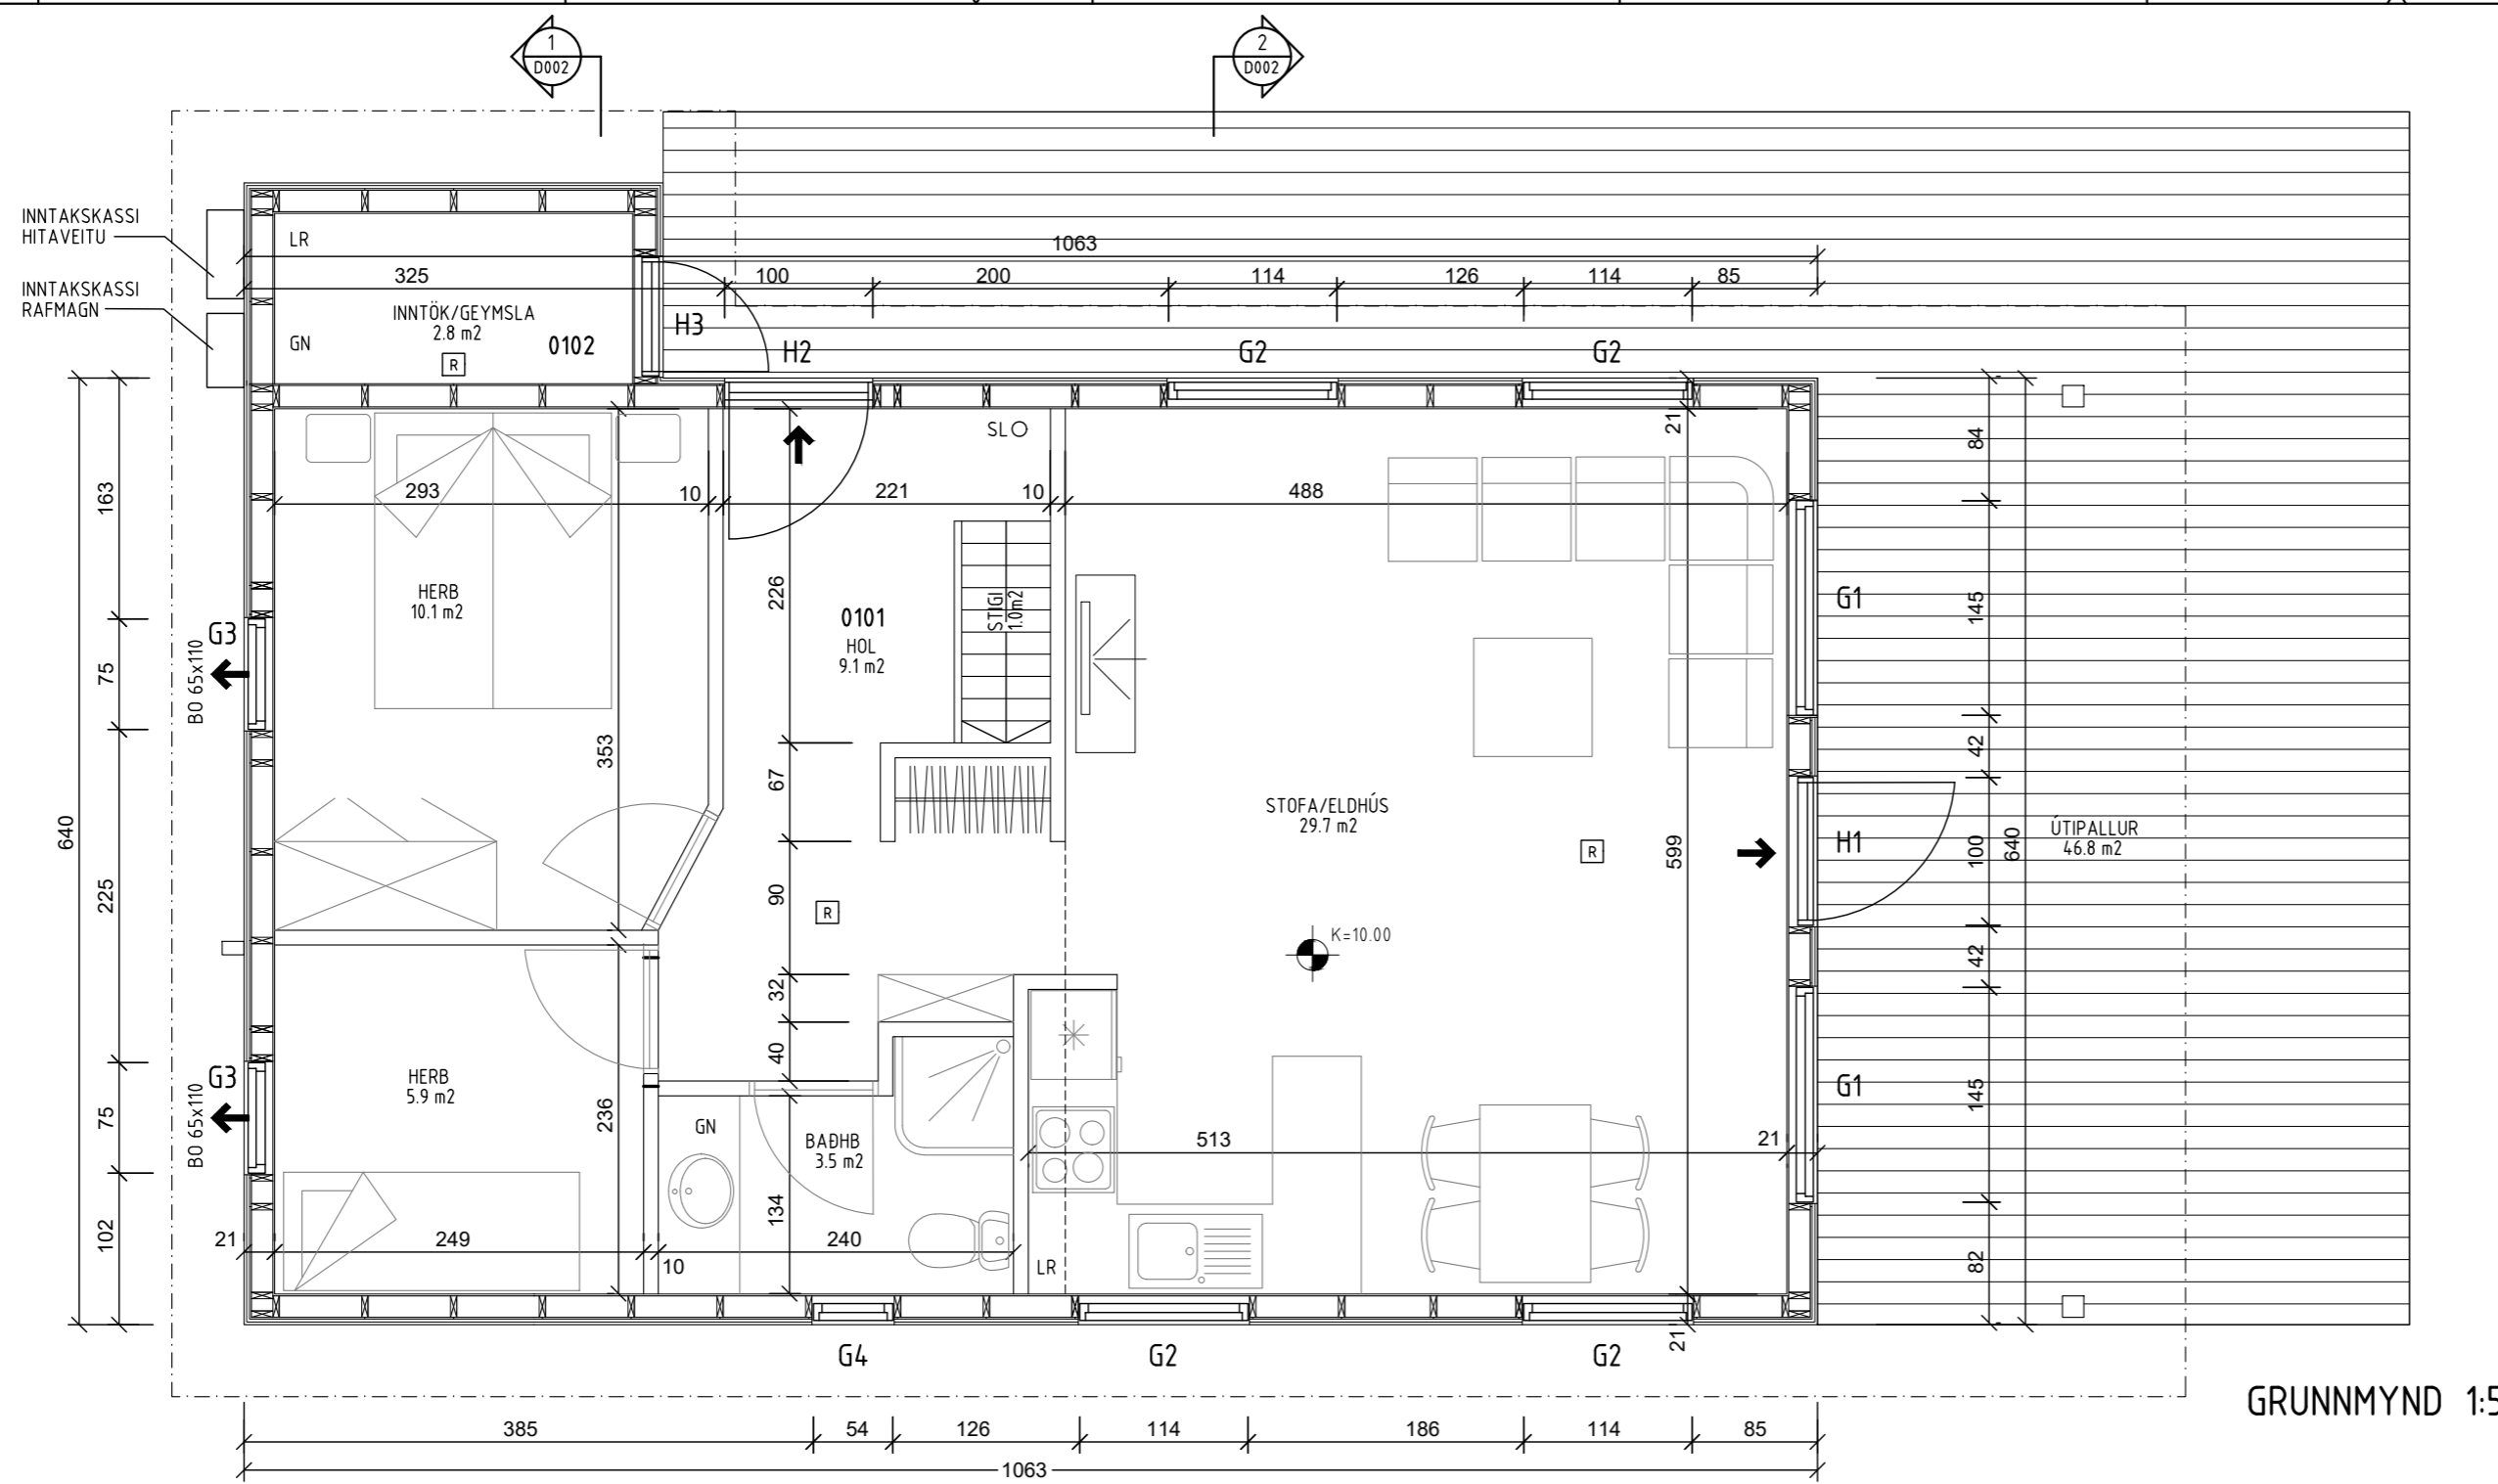 1
D002
2
D002
INNTAKSKASSI
HITAVEITU
LR
1063
325
100
200
114
126
114
85
INNTAKSKASSI
RAFMAGN
INNTÖK/GEYMSLA
2.8 m2
0102
GN
R
H3
H2
G2
G2
SL
21
84
163
293
10
221
10
488
HERB
10.1 m2
226
0101
HOL
9.1 m2
STIGI
1.0m2
G1
145
G3
BO 65x110
75
353
67
42
640
STOFA/ELDHÚS
29.7 m2
R
599
H1
100
640
ÚTIPALLUR
46.8 m2
225
90
R
K=10.00
42
32
40
G3
BO 65x110
75
HERB
5.9 m2
236
GN
BAÐHB
3.5 m2
134
513
21
G1
145
102
21
249
10
240
LR
82
21
G4
G2
G2
GRUNNMYND 1:5
385
54
126
114
186
114
85
1063